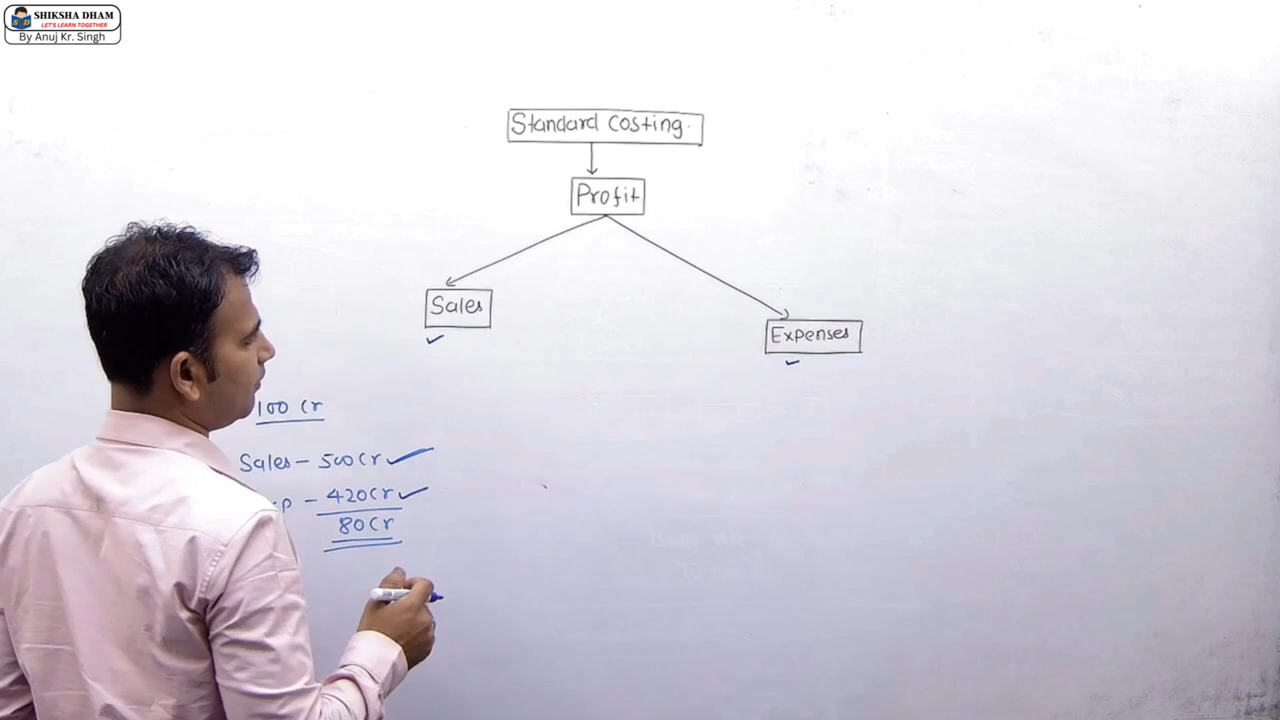 SHIKSHA DHAM
LET'S LEARN TOGETHER
By Anuj Kr. Singh
Standard Costing.
Profit
Sales
Expenses
100 Cr
Sales - 500 Cr
- 420 Cr
80 Cr